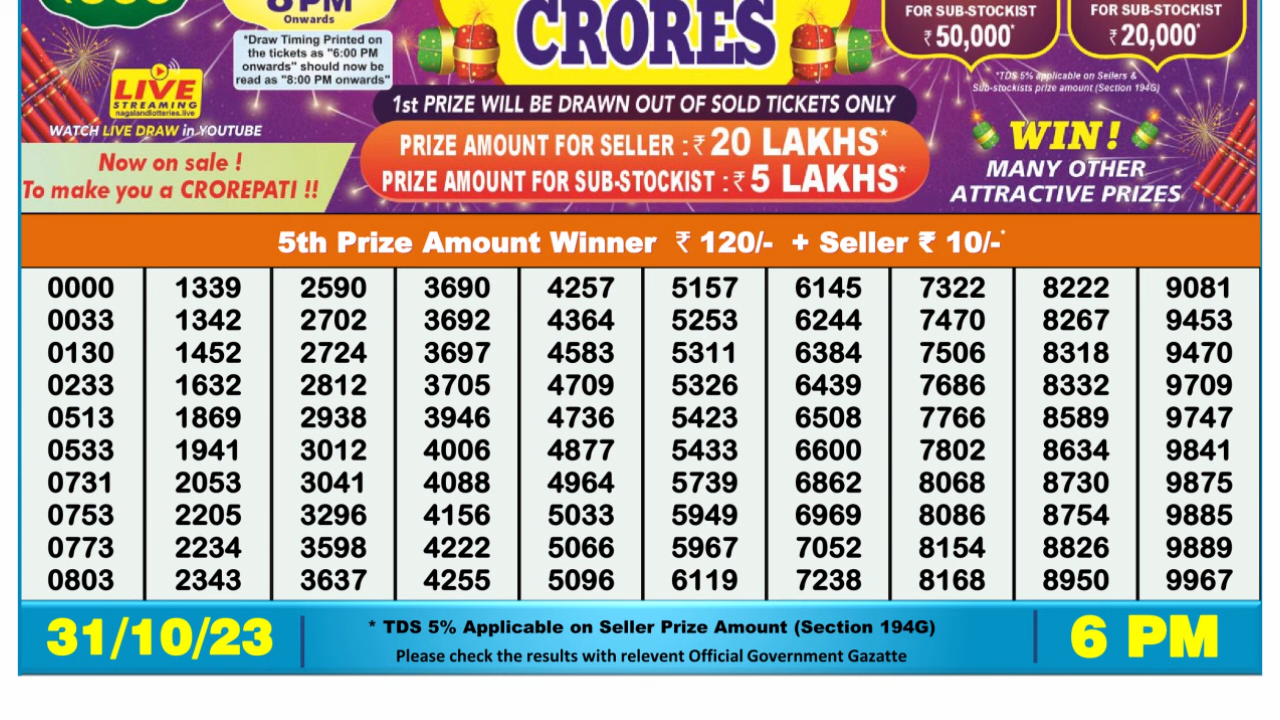 8 PM
Onwards
*Draw Timing Printed on
the tickets as "6:00 PM
onwards" should now be
read as "8:00 PM onwards"
CRORES
FOR SUB-STOCKIST
₹ 50,000*
FOR SUB-STOCKIST
₹ 20,000*
*TDS 5% applicable on Sellers &
Sub-stockists prize amount (Section 194G)
LIVE
STREAMING
nagalandlotteries.live
WATCH LIVE DRAW in YOUTUBE
1st PRIZE WILL BE DRAWN OUT OF SOLD TICKETS ONLY
PRIZE AMOUNT FOR SELLER : ₹ 20 LAKHS*
PRIZE AMOUNT FOR SUB-STOCKIST : ₹ 5 LAKHS*
WIN !
MANY OTHER
ATTRACTIVE PRIZES
Now on sale !
To make you a CROREPATI !!
5th Prize Amount Winner ₹ 120/- + Seller ₹ 10/-*
0000 1339 2590 3690 4257 5157 6145 7322 8222 9081
0033 1342 2702 3692 4364 5253 6244 7470 8267 9453
0130 1452 2724 3697 4583 5311 6384 7506 8318 9470
0233 1632 2812 3705 4709 5326 6439 7686 8332 9709
0513 1869 2938 3946 4736 5423 6508 7766 8589 9747
0533 1941 3012 4006 4877 5433 6600 7802 8634 9841
0731 2053 3041 4088 4964 5739 6862 8068 8730 9875
0753 2205 3296 4156 5033 5949 6969 8086 8754 9885
0773 2234 3598 4222 5066 5967 7052 8154 8826 9889
0803 2343 3637 4255 5096 6119 7238 8168 8950 9967
31/10/23
* TDS 5% Applicable on Seller Prize Amount (Section 194G)
Please check the results with relevent Official Government Gazatte
6 PM